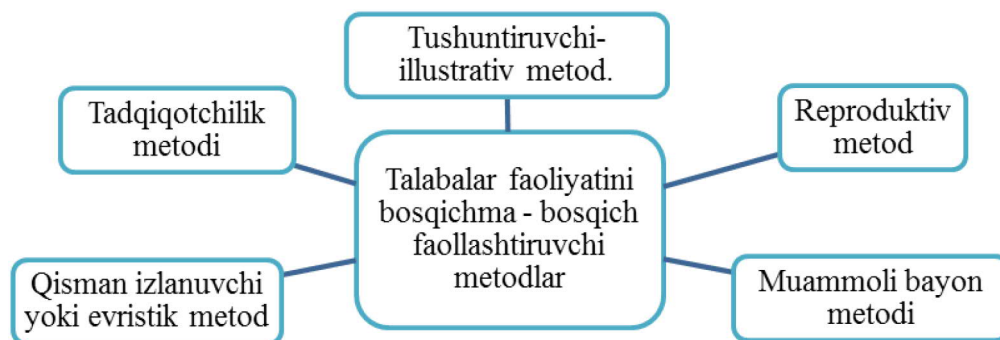 Tushuntiruvchi-
illustrativ metod.
Tadqiqotchilik
metodi
Reproduktiv
metod
Talabalar faoliyatini
bosqichma - bosqich
faollashtiruvchi
metodlar
Qisman izlanuvchi
yoki evristik metod
Muammoli bayon
metodi